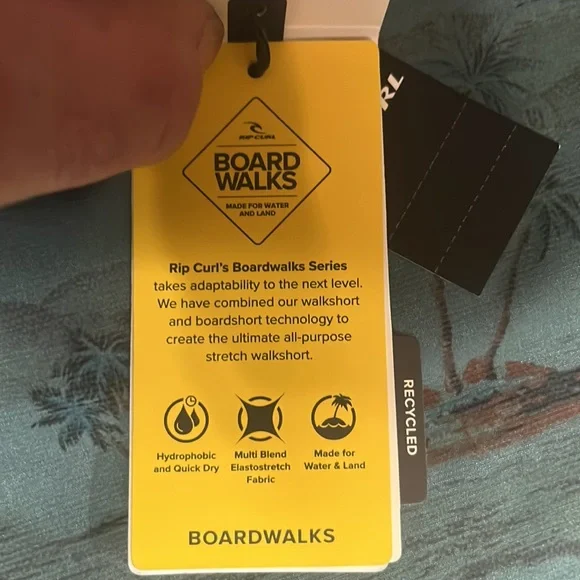 RL
RIP CURL
BOARD
WALKS
MADE FOR WATER
AND LAND
Rip Curl's Boardwalks Series
takes adaptability to the next level.
We have combined our walkshort
and boardshort technology to
create the ultimate all-purpose
stretch walkshort.
Hydrophobic
and Quick Dry
Multi Blend
Elastostretch
Fabric
Made for
Water & Land
RECYCLED
BOARDWALKS